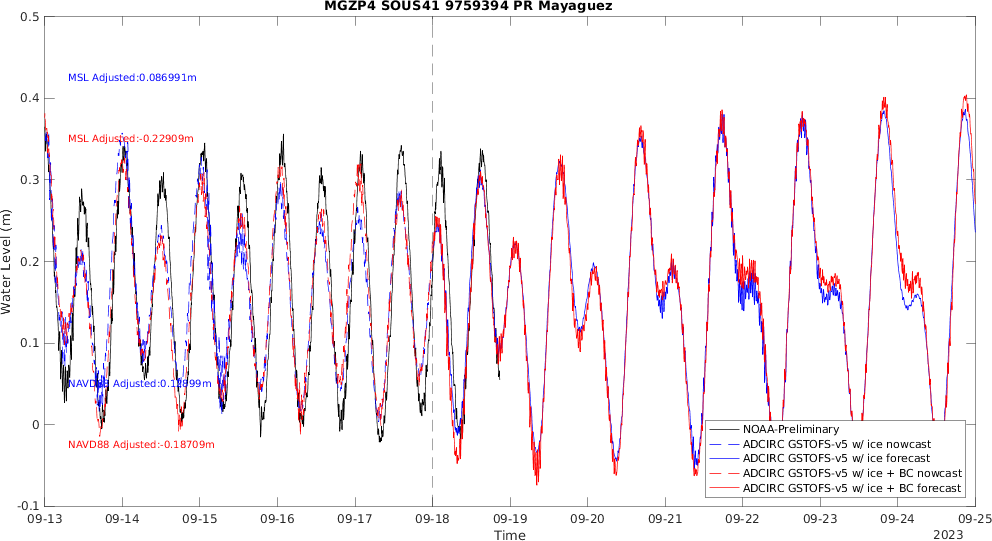 MGZP4 SOUS41 9759394 PR Mayaguez
0.5
0.4
0.3
0.2
0.1
0
-0.1
Water Level (m)
MSL Adjusted:0.086991m
MSL Adjusted:-0.22909m
NAVD88 Adjusted:0.12899m
NAVD88 Adjusted:-0.18709m
NOAA-Preliminary
ADCIRC GSTOFS-v5 w/ ice nowcast
ADCIRC GSTOFS-v5 w/ ice forecast
ADCIRC GSTOFS-v5 w/ ice + BC nowcast
ADCIRC GSTOFS-v5 w/ ice + BC forecast
09-13 09-14 09-15 09-16 09-17 09-18 09-19 09-20 09-21 09-22 09-23 09-24 09-25
Time
2023